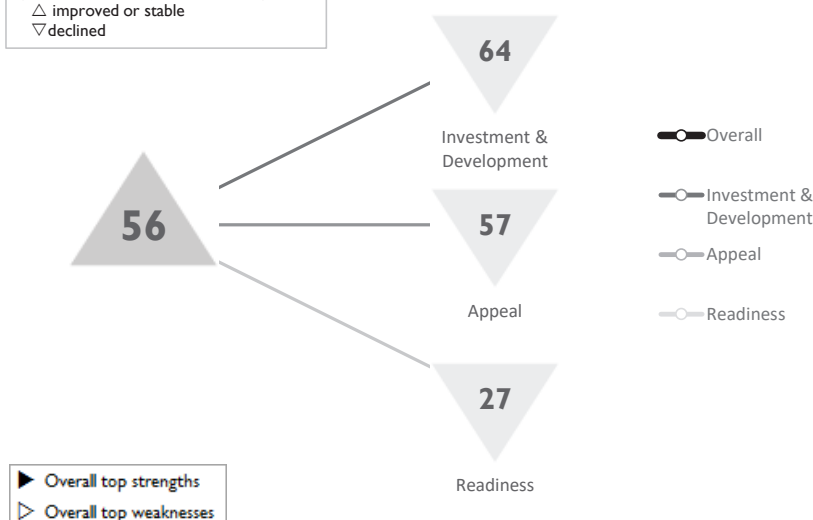 △ improved or stable
▽ declined
64
Investment &
Development
56
57
Appeal
27
Readiness
Overall
Investment &
Development
Appeal
Readiness
▶ Overall top strengths
▷ Overall top weaknesses